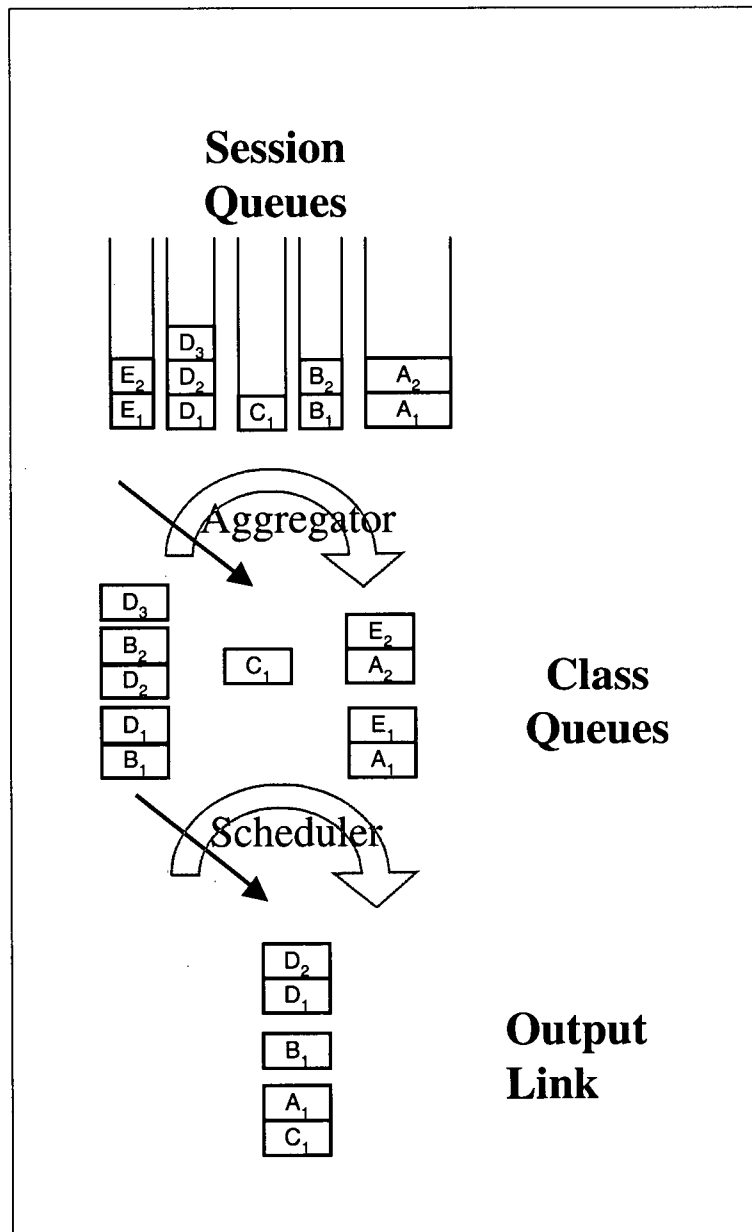 Session
Queues
D₃
E₂ D₂ B₂ A₂
E₁ D₁ C₁ B₁ A₁
Aggregator
D₃
E₂
B₂
C₁
A₂
D₂
Class
Queues
D₁
E₁
B₁
A₁
Scheduler
D₂
D₁
Output
Link
B₁
A₁
C₁